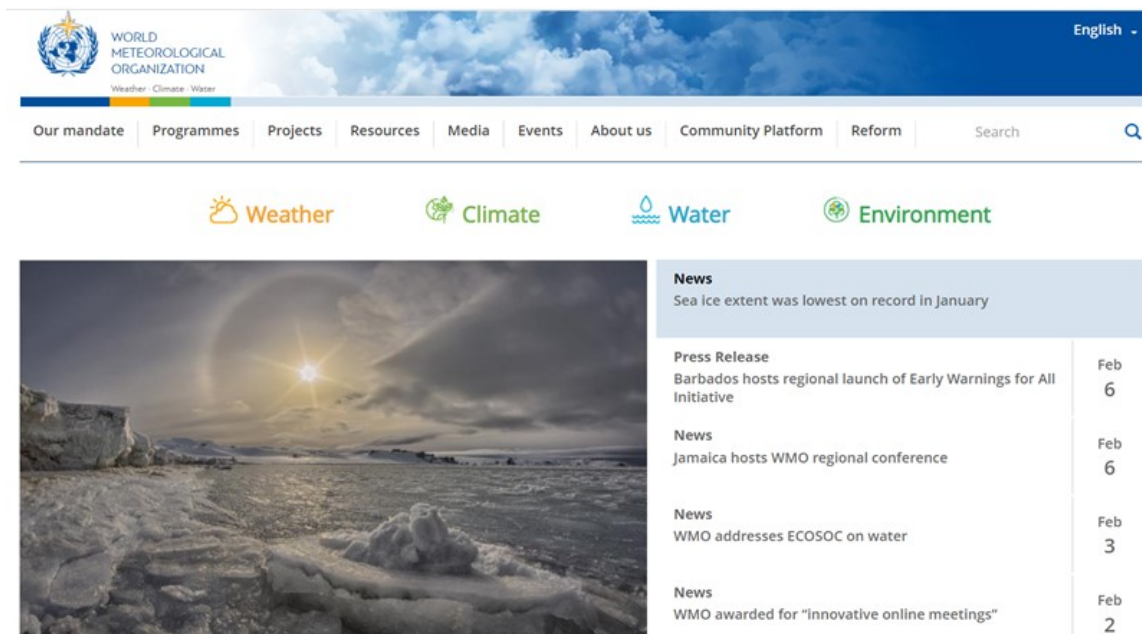 WORLD
METEOROLOGICAL
ORGANIZATION
Weather · Climate · Water
English
Our mandate Programmes Projects Resources Media Events About us Community Platform Reform Search
Weather Climate Water Environment
News
Sea ice extent was lowest on record in January
Press Release
Barbados hosts regional launch of Early Warnings for All
Initiative
Feb
6
News
Jamaica hosts WMO regional conference
Feb
6
News
WMO addresses ECOSOC on water
Feb
3
News
WMO awarded for “innovative online meetings”
Feb
2